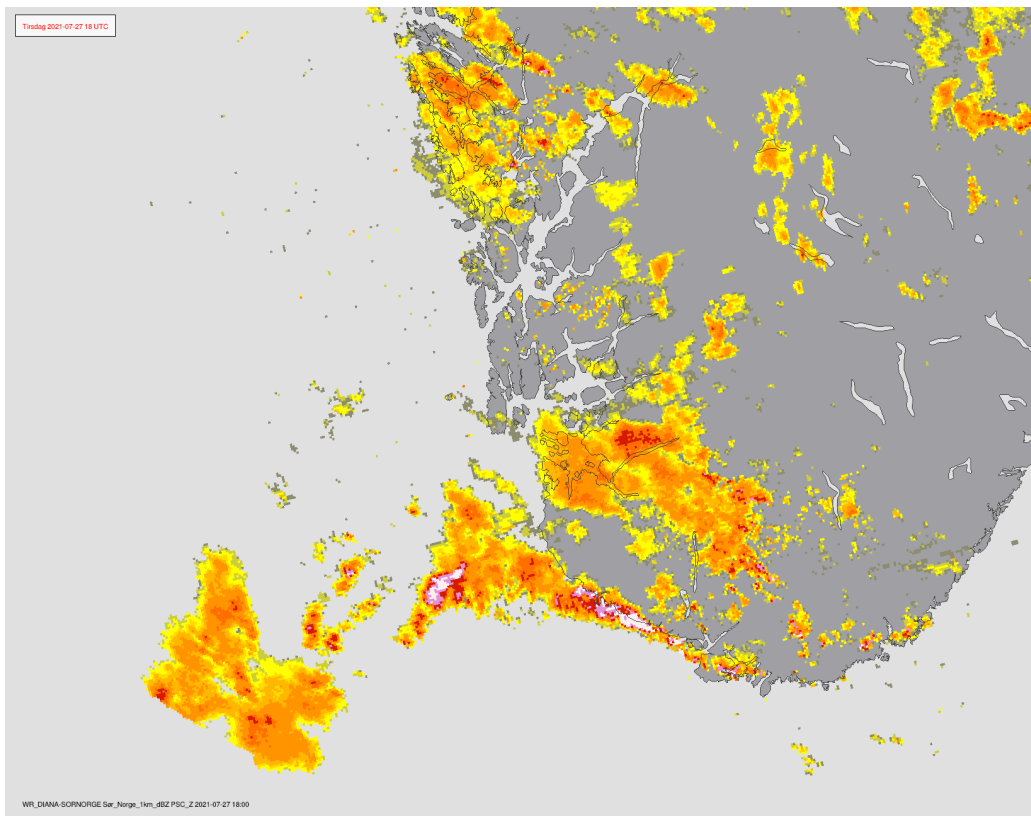 Tirsdag 2021-07-27 18 UTC
WR_DIANA-SORNORGE Sør_Norge_1km_dBZ PSC_Z 2021-07-27 18:00